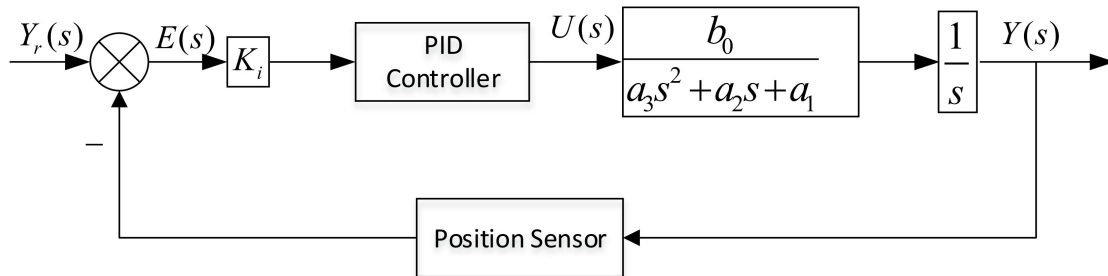 Y_r(s)
E(s)
K_i
PID
Controller
U(s)
b_0
a_3s^2+a_2s+a_1
1
s
Y(s)
−
Position Sensor